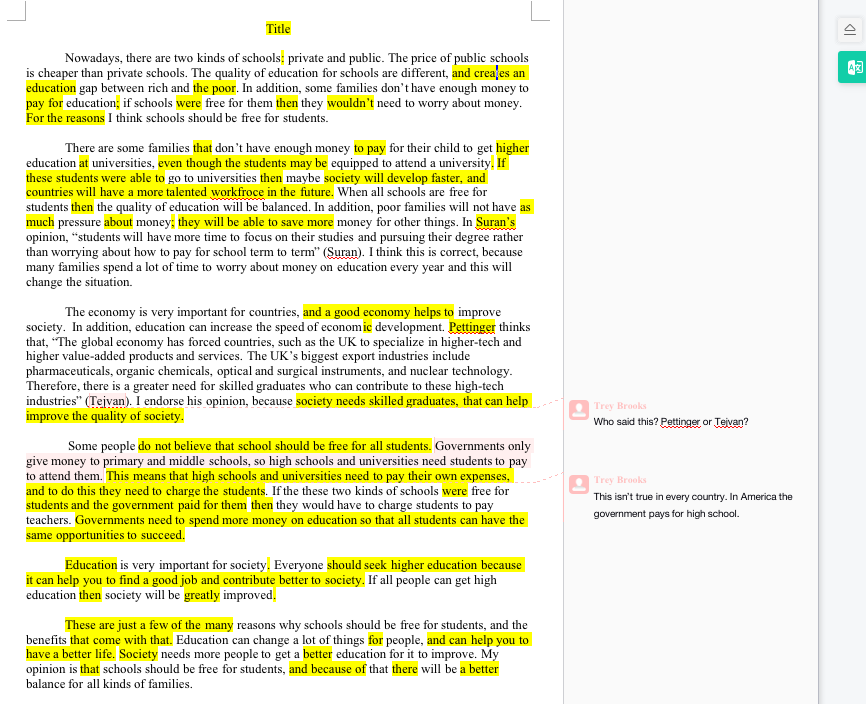 Title
Nowadays, there are two kinds of schools: private and public. The price of public schools
is cheaper than private schools. The quality of education for schools are different, and creates an
education gap between rich and the poor. In addition, some families don't have enough money to
pay for education; if schools were free for them then they wouldn't need to worry about money.
For the reasons I think schools should be free for students.
There are some families that don't have enough money to pay for their child to get higher
education at universities, even though the students may be equipped to attend a university. If
these students were able to go to universities then maybe society will develop faster, and
countries will have a more talented workfroce in the future. When all schools are free for
students then the quality of education will be balanced. In addition, poor families will not have as
much pressure about money; they will be able to save more money for other things. In Suran's
opinion, “students will have more time to focus on their studies and pursuing their degree rather
than worrying about how to pay for school term to term” (Suran). I think this is correct, because
many families spend a lot of time to worry about money on education every year and this will
change the situation.
The economy is very important for countries, and a good economy helps to improve
society. In addition, education can increase the speed of economic development. Pettinger thinks
that, “The global economy has forced countries, such as the UK to specialize in higher-tech and
higher value-added products and services. The UK's biggest export industries include
pharmaceuticals, organic chemicals, optical and surgical instruments, and nuclear technology.
Therefore, there is a greater need for skilled graduates who can contribute to these high-tech
industries” (Tejvan). I endorse his opinion, because society needs skilled graduates, that can help
improve the quality of society.
Trey Brooks
Who said this? Pettinger or Tejvan?
Some people do not believe that school should be free for all students. Governments only
give money to primary and middle schools, so high schools and universities need students to pay
to attend them. This means that high schools and universities need to pay their own expenses,
and to do this they need to charge the students. If the these two kinds of schools were free for
students and the government paid for them then they would have to charge students to pay
teachers. Governments need to spend more money on education so that all students can have the
same opportunities to succeed.
Trey Brooks
This isn't true in every country. In America the
government pays for high school.
Education is very important for society. Everyone should seek higher education because
it can help you to find a good job and contribute better to society. If all people can get high
education then society will be greatly improved.
These are just a few of the many reasons why schools should be free for students, and the
benefits that come with that. Education can change a lot of things for people, and can help you to
have a better life. Society needs more people to get a better education for it to improve. My
opinion is that schools should be free for students, and because of that there will be a better
balance for all kinds of families.